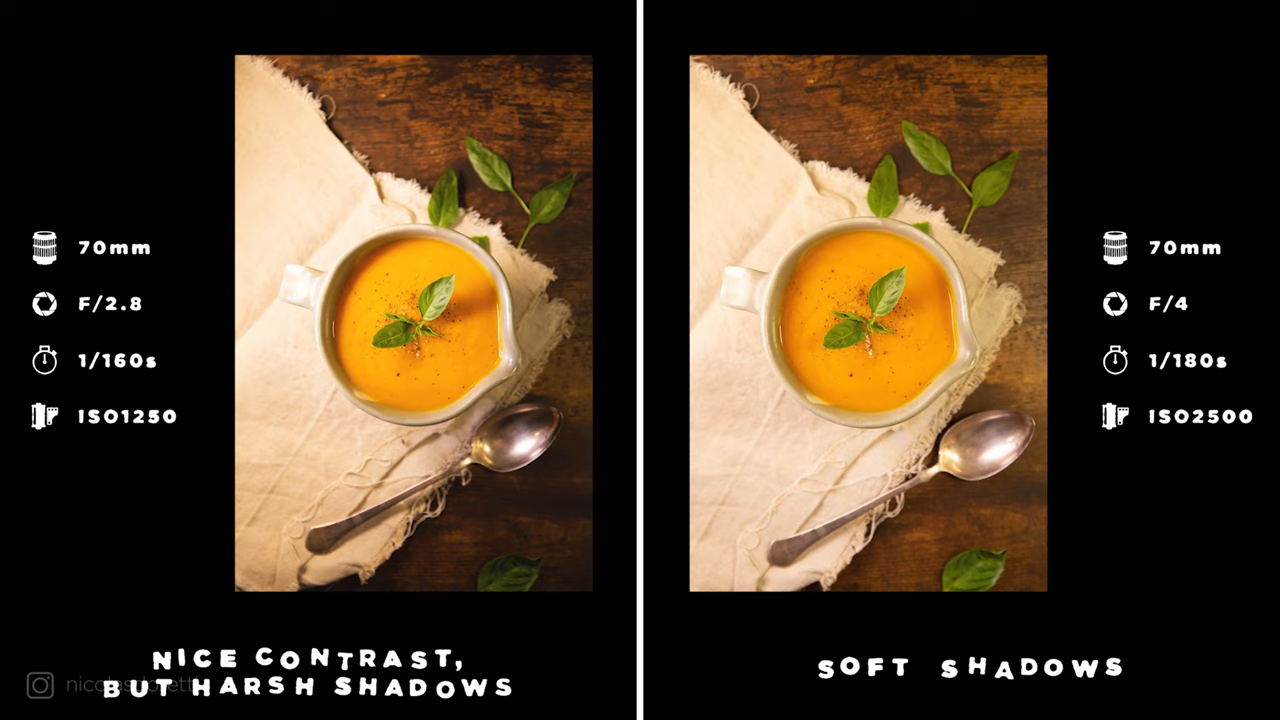 70mm
F/2.8
1/160s
ISO1250
NICE CONTRAST,
BUT HARSH SHADOWS
70mm
F/4
1/180s
ISO2500
SOFT SHADOWS